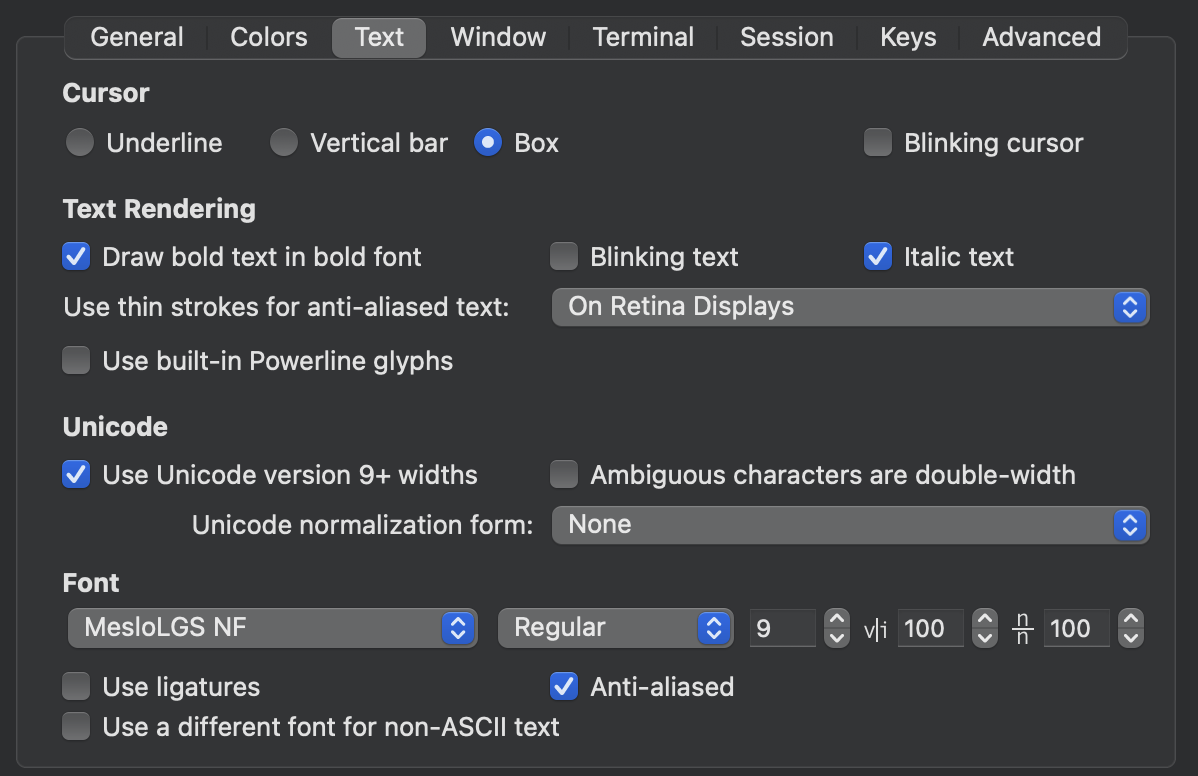 General Colors Text Window Terminal Session Keys Advanced
Cursor
Underline Vertical bar Box Blinking cursor
Text Rendering
Draw bold text in bold font Blinking text Italic text
Use thin strokes for anti-aliased text: On Retina Displays
Use built-in Powerline glyphs
Unicode
Use Unicode version 9+ widths Ambiguous characters are double-width
Unicode normalization form: None
Font
MesloLGS NF Regular 9 v|i 100 n/n 100
Use ligatures Anti-aliased
Use a different font for non-ASCII text